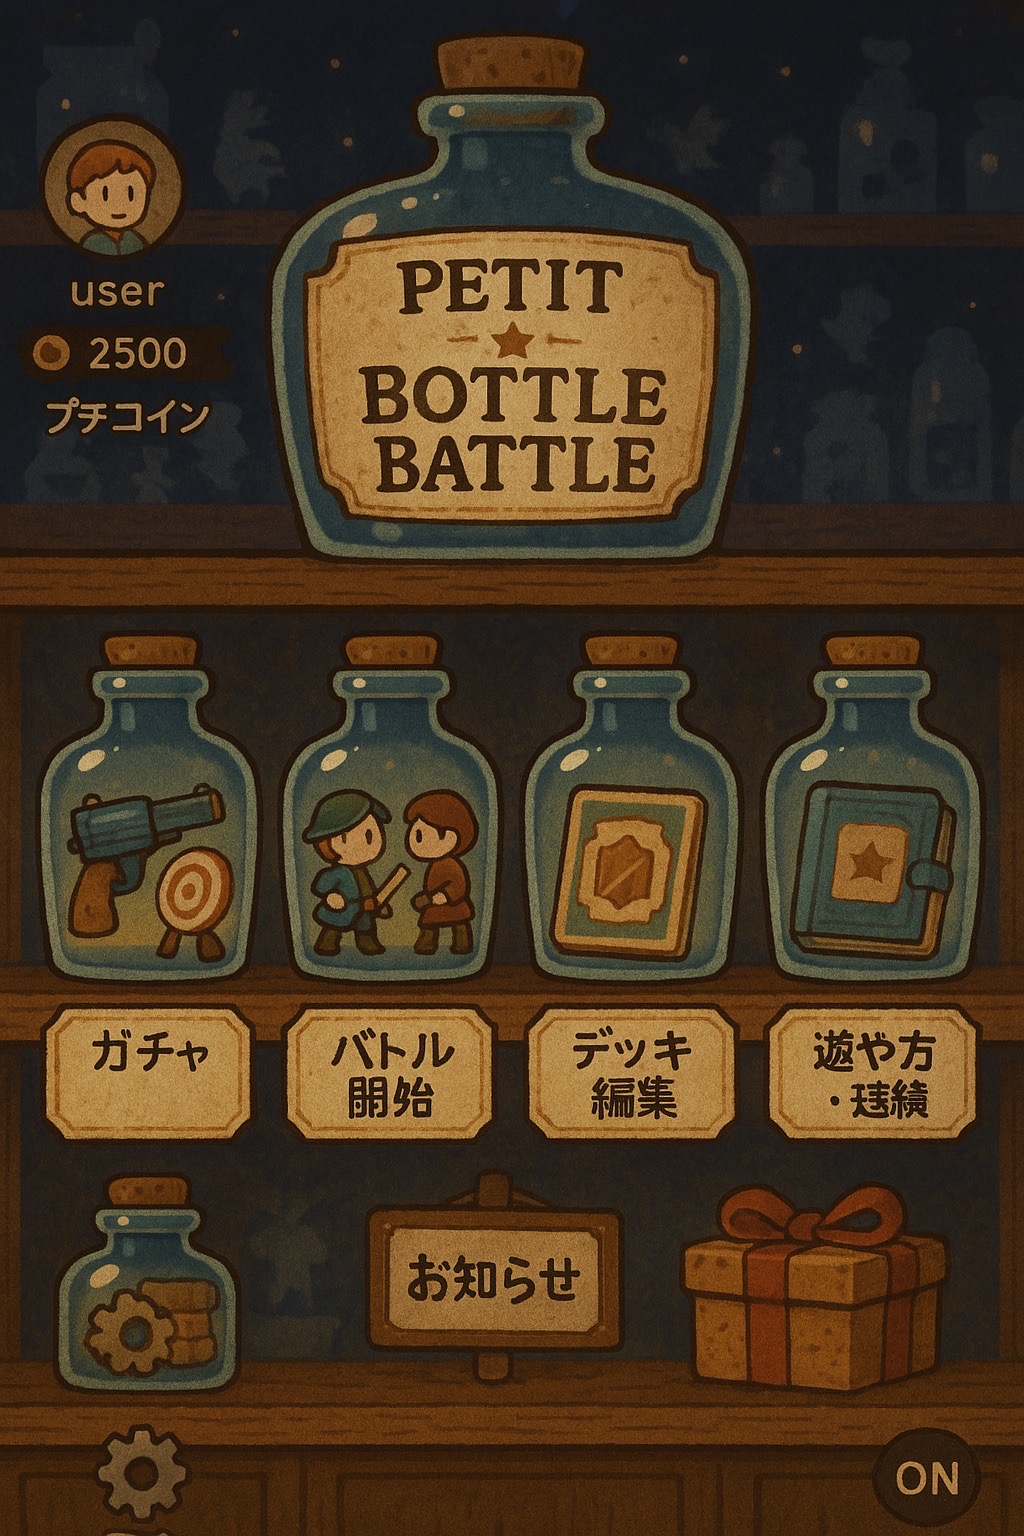 PETIT
BOTTLE
BATTLE
user
2500
プチコイン
ガチャ
バトル
開始
デッキ
編集
遊や方
お知らせ
ON